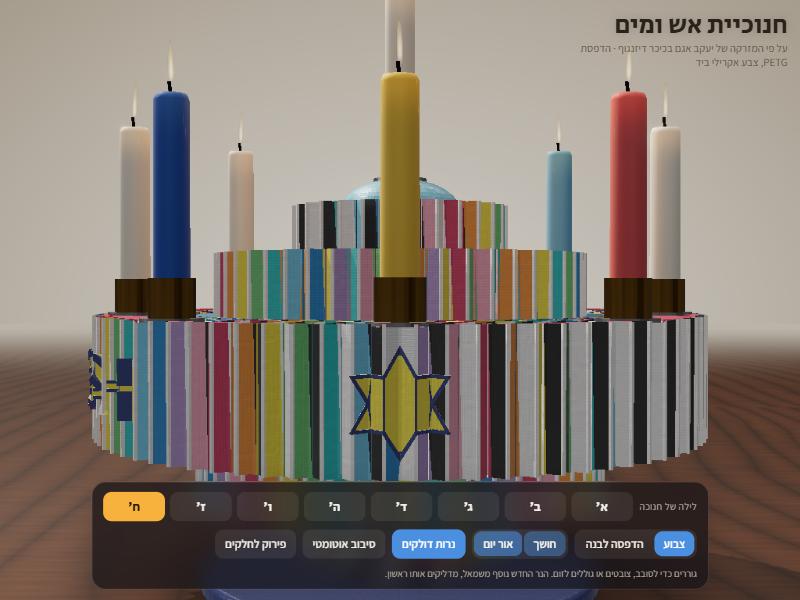 חנוכיית אש ומים
על פי המזרקה של יעקב אגם בכיכר דיזנגוף · הדפסת
PETG, צבע אקרילי ביד
לילה של חנוכה
א׳
ב׳
ג׳
ד׳
ה׳
ו׳
ז׳
ח׳
צבוע
הדפסה לבנה
חושך
אור יום
נרות דולקים
סיבוב אוטומטי
פירוק לחלקים
גוררים כדי לסובב, צובטים או גוללים לזום. הנר החדש נוסף משמאל, מדליקים אותו ראשון.